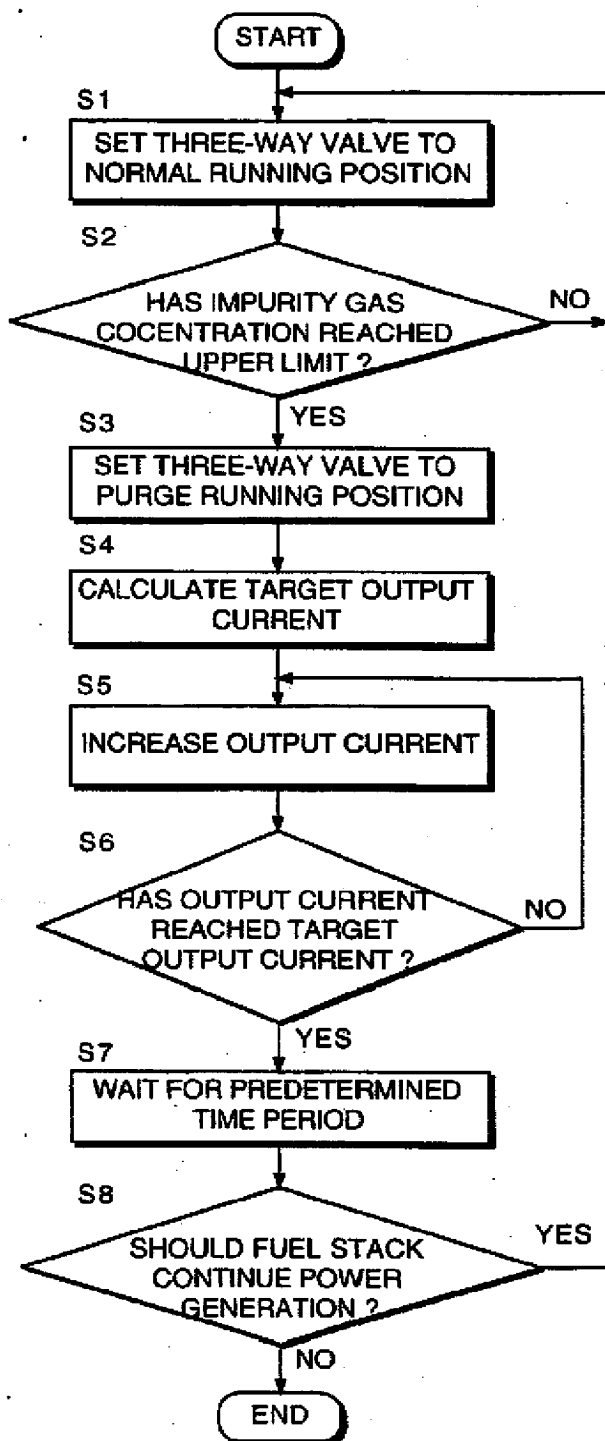 START
S1
SET THREE-WAY VALVE TO
NORMAL RUNNING POSITION
S2
HAS IMPURITY GAS
COCENTRATION REACHED
UPPER LIMIT ?
NO
YES
S3
SET THREE-WAY VALVE TO
PURGE RUNNING POSITION
S4
CALCULATE TARGET OUTPUT
CURRENT
S5
INCREASE OUTPUT CURRENT
S6
HAS OUTPUT CURRENT
REACHED TARGET
OUTPUT CURRENT ?
NO
YES
S7
WAIT FOR PREDETERMINED
TIME PERIOD
S8
SHOULD FUEL STACK
CONTINUE POWER
GENERATION ?
YES
NO
END